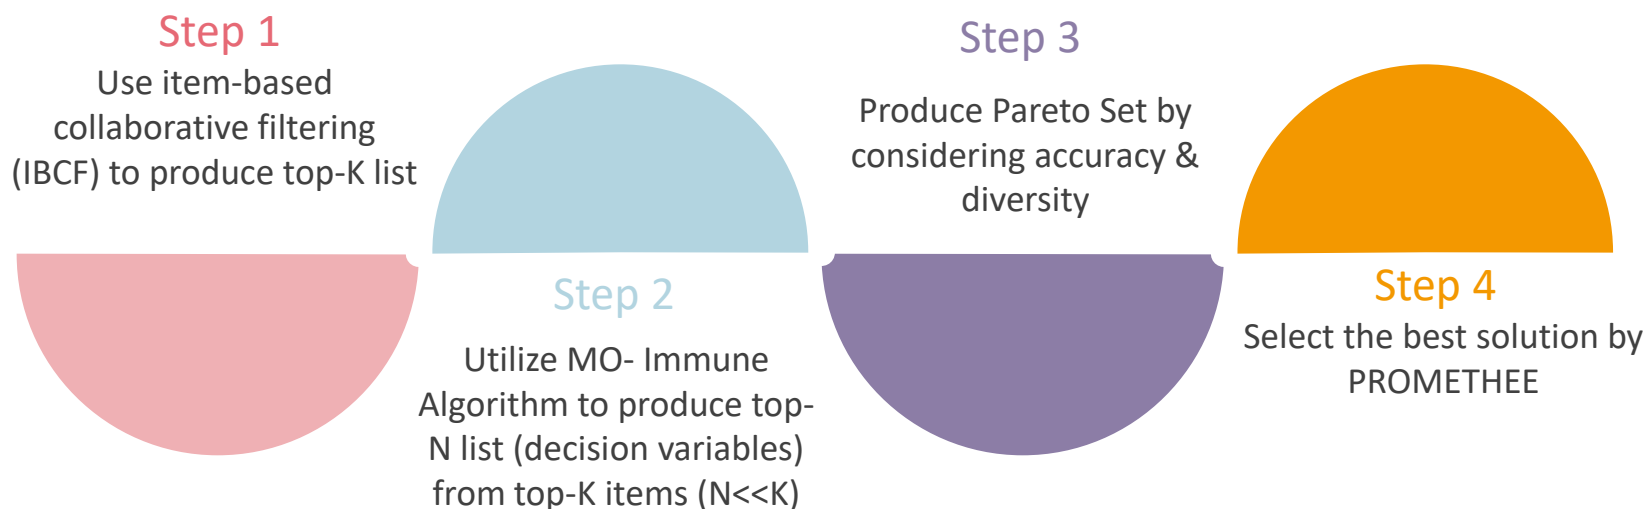 Step 1
Use item-based
collaborative filtering
(IBCF) to produce top-K list
Step 2
Utilize MO- Immune
Algorithm to produce top-
N list (decision variables)
from top-K items (N<<K)
Step 3
Produce Pareto Set by
considering accuracy &
diversity
Step 4
Select the best solution by
PROMETHEE